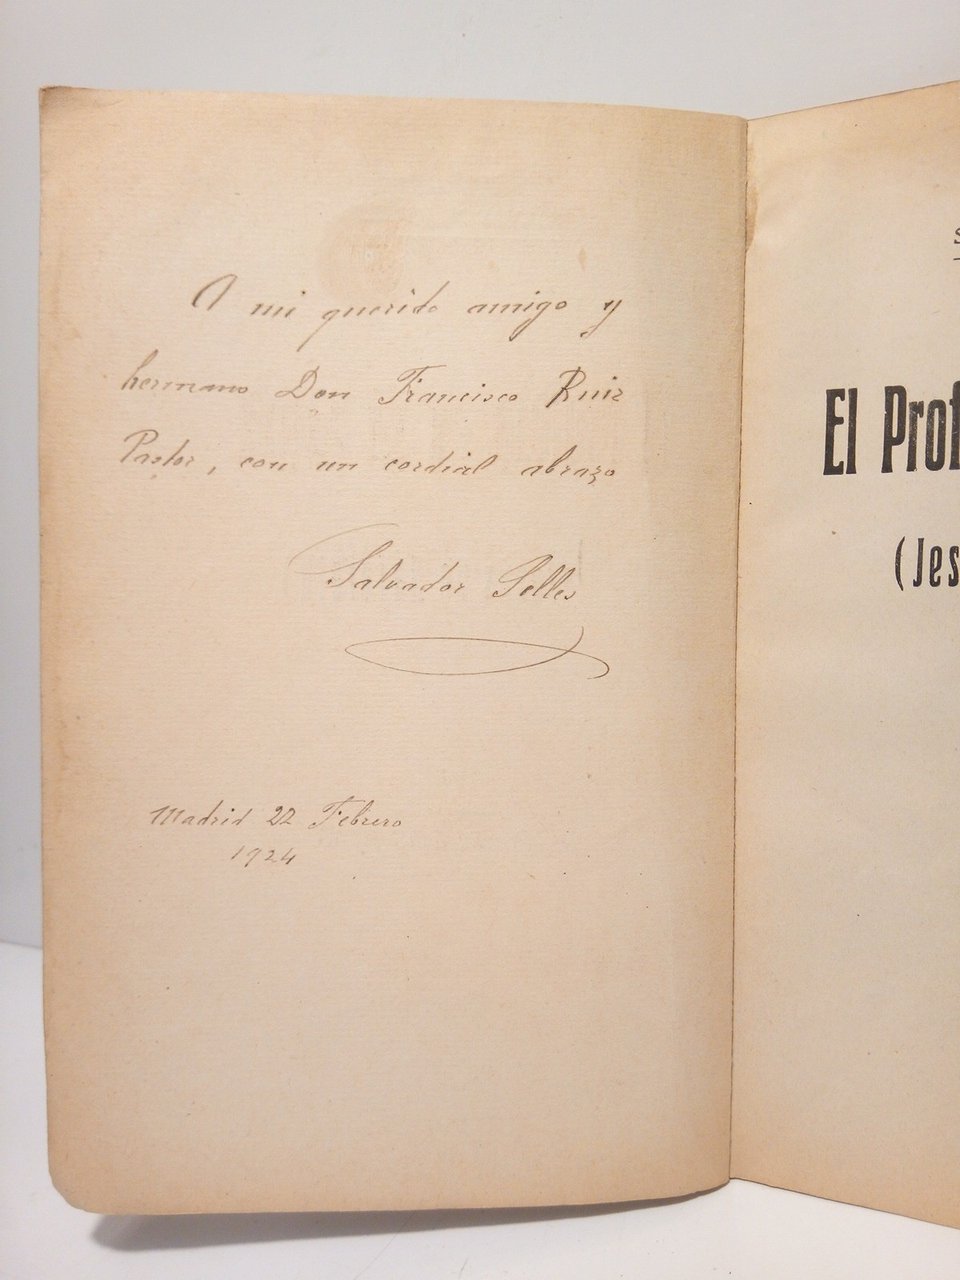 A mi querido amigo y
hermano Don Francisco Ruiz
Pastor, con un cordial abrazo
Salvador Selles
Madrid 22 Febrero
1924
S
El Prof
(Jes